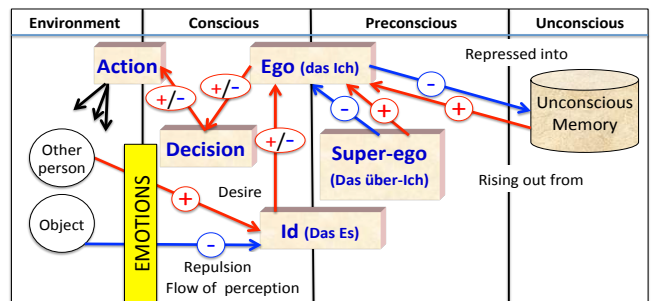 Environment
Conscious
Preconscious
Unconscious
Action
Ego (das Ich)
Repressed into
-
+/-
+/-
-
+
+
Unconscious
Memory
+/-
Decision
Super-ego
(Das über-Ich)
Other
person
EMOTIONS
+
Desire
Rising out from
Object
-
Id (Das Es)
Repulsion
Flow of perception